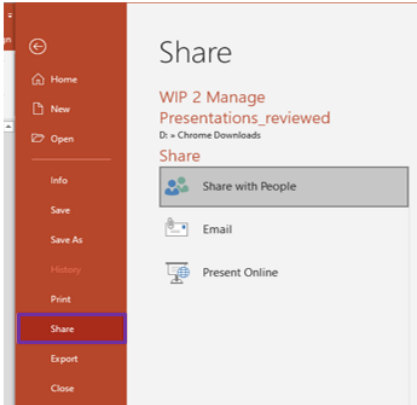 gn
Share
Home
New
Open
WIP 2 Manage
Presentations_reviewed
D: » Chrome Downloads
Share
Info
Share with People
Save
Email
Save As
History
Present Online
Print
Share
Export
Close